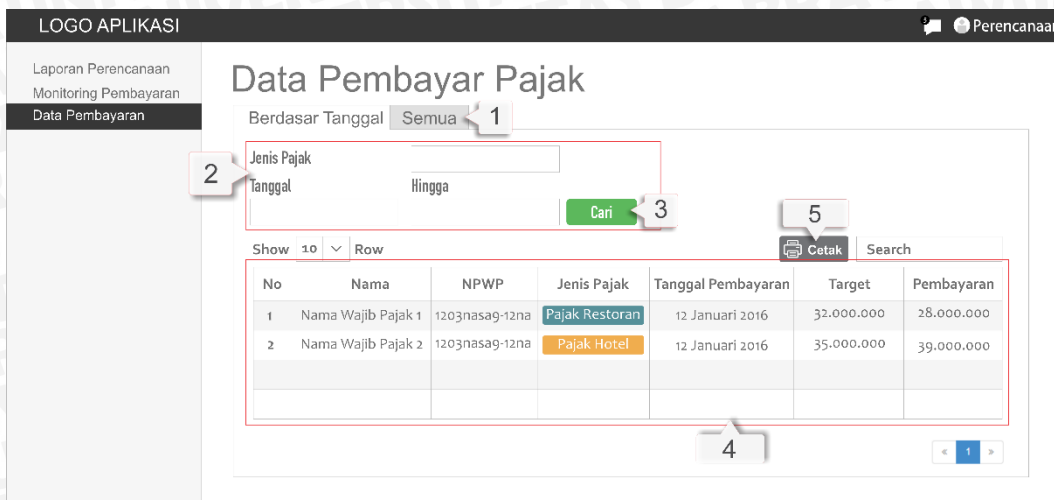 LOGO APLIKASI
3
Perencanaan
Laporan Perencanaan
Monitoring Pembayaran
Data Pembayaran
Data Pembayar Pajak
Berdasar Tanggal Semua 1
2
Jenis Pajak
Tanggal Hingga
Cari 3
5
Show 10 Row Cetak Search
No Nama NPWP Jenis Pajak Tanggal Pembayaran Target Pembayaran
1 Nama Wajib Pajak 1 1203nasa9-12na Pajak Restoran 12 Januari 2016 32.000.000 28.000.000
2 Nama Wajib Pajak 2 1203nasa9-12na Pajak Hotel 12 Januari 2016 35.000.000 39.000.000
4
« 1 »